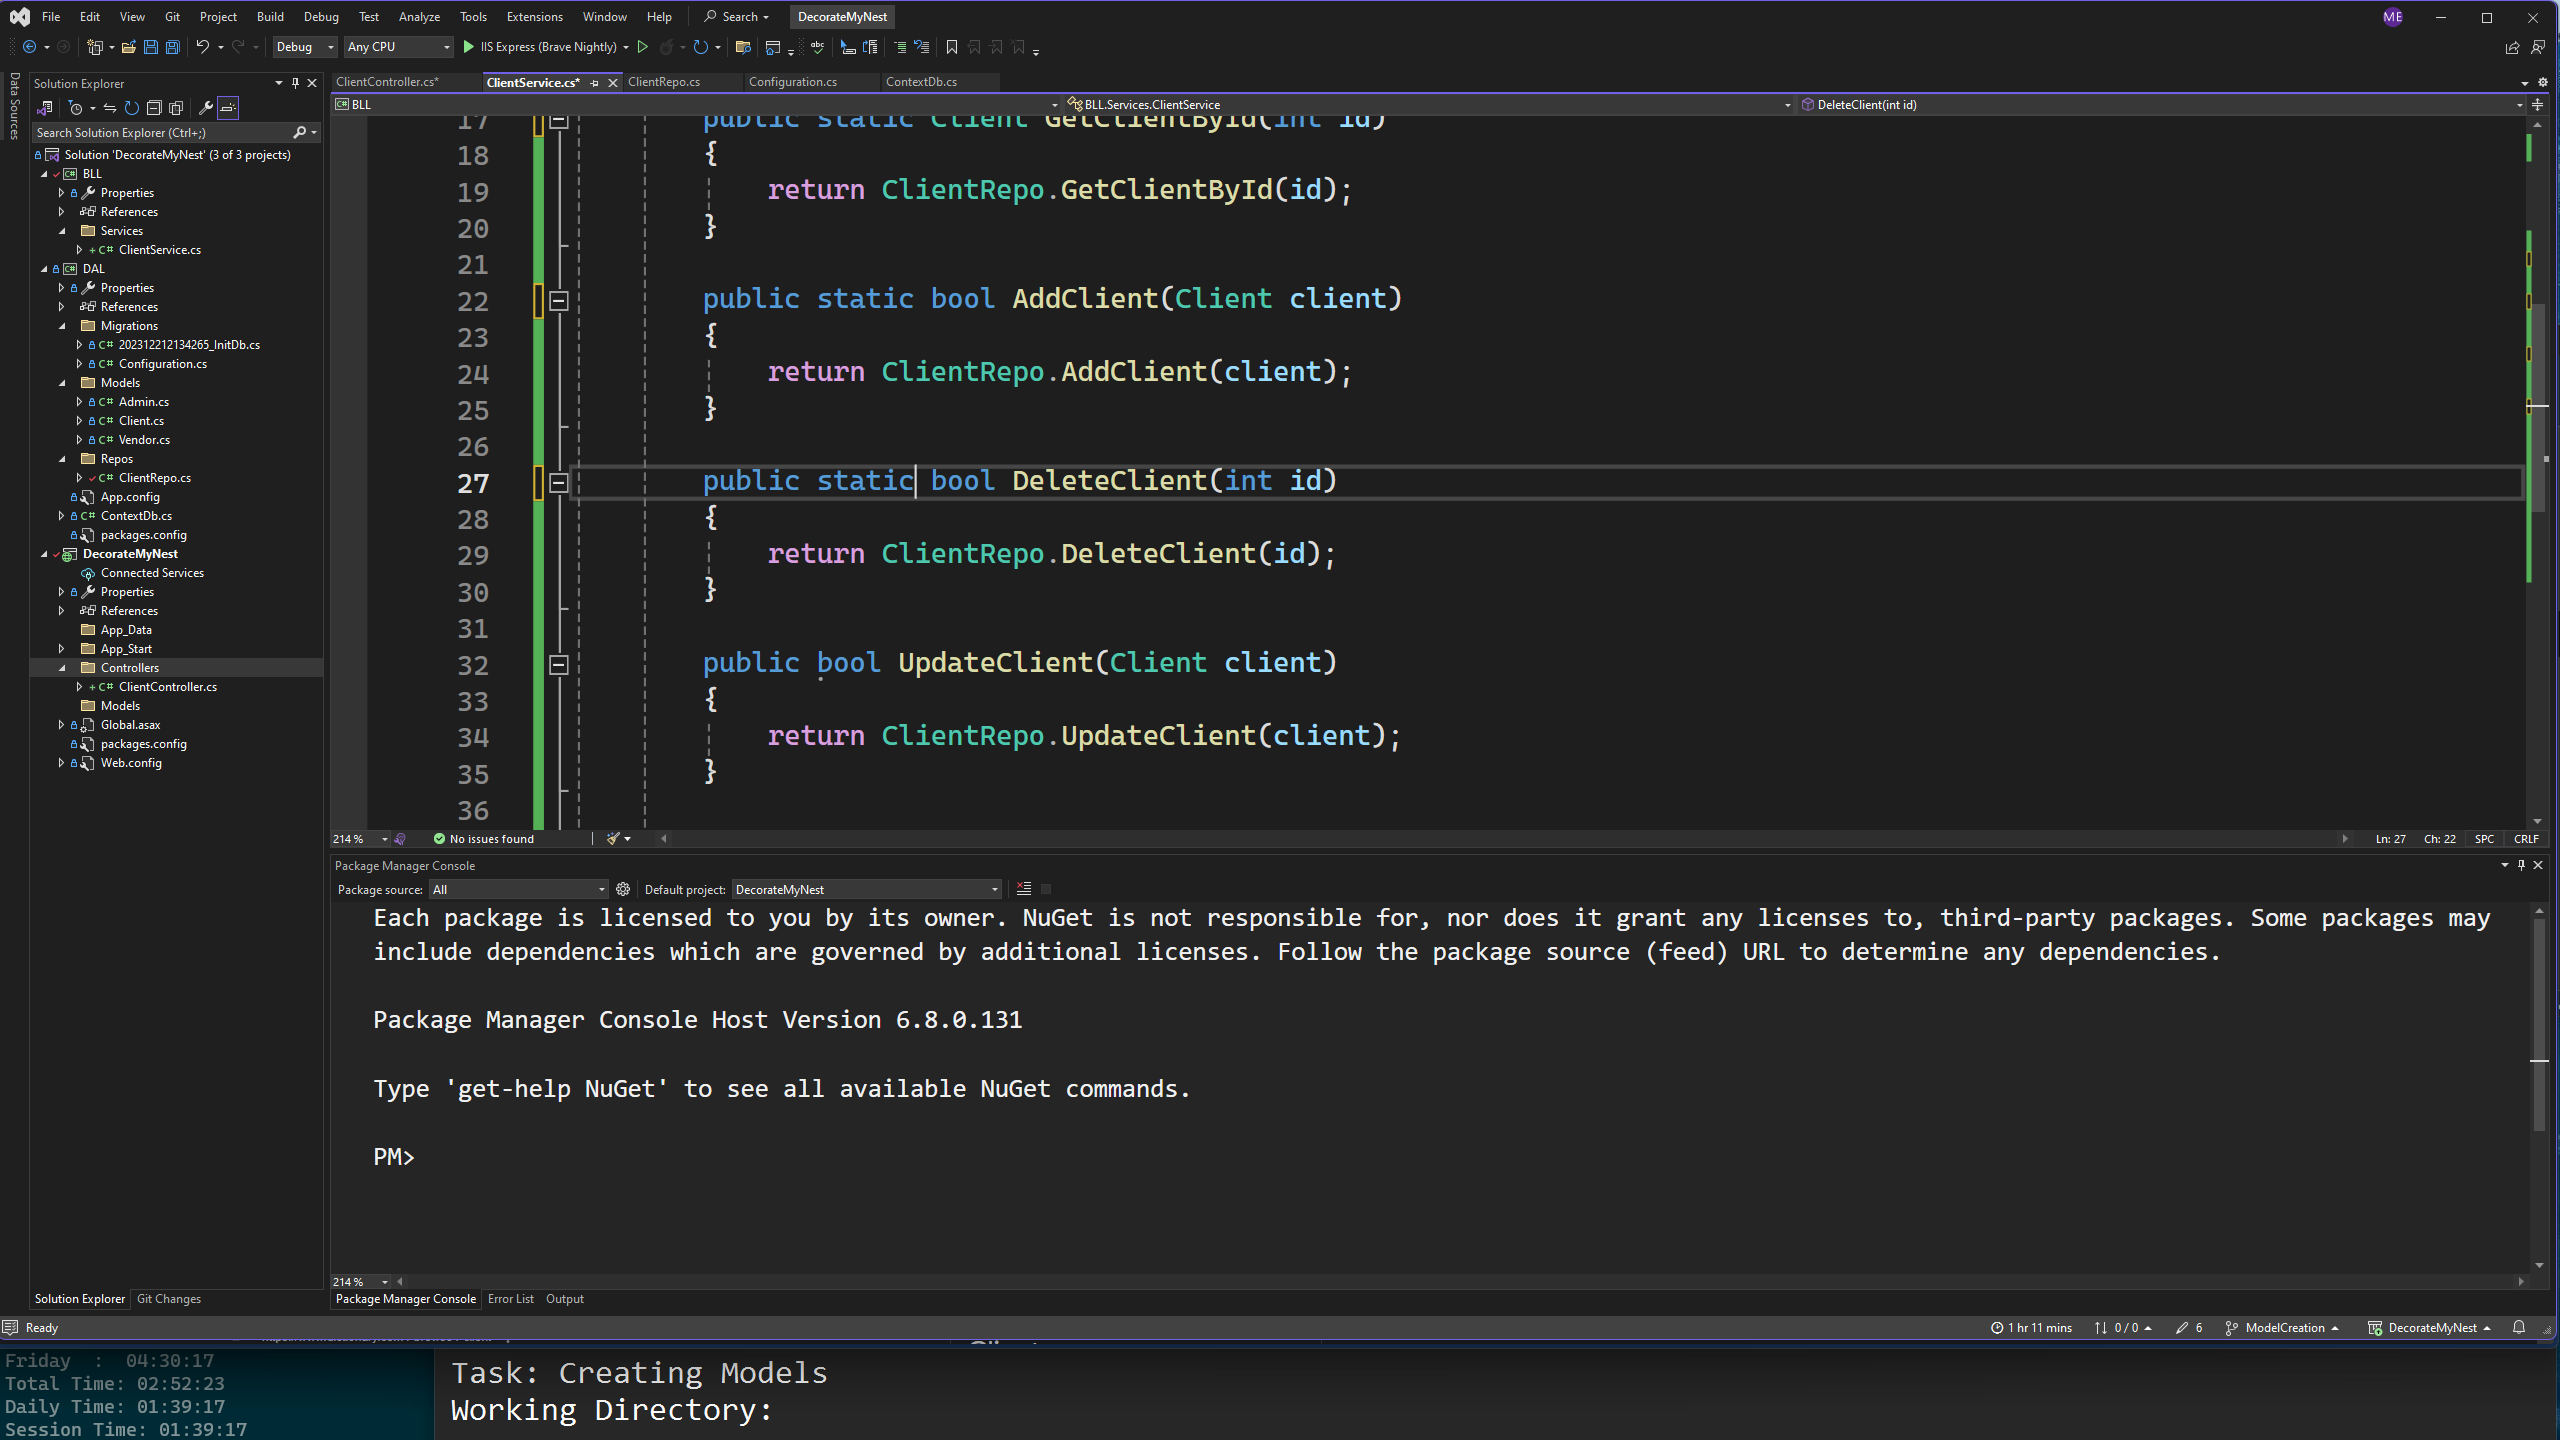 File Edit View Git Project Build Debug Test Analyze Tools Extensions Window Help Search DecorateMyNest ME
Debug Any CPU IIS Express (Brave Nightly)
Data Sources
Solution Explorer
Search Solution Explorer (Ctrl+;)
Solution 'DecorateMyNest' (3 of 3 projects)
BLL
Properties
References
Services
C# ClientService.cs
DAL
Properties
References
Migrations
C# 202312212134265_InitDb.cs
C# Configuration.cs
Models
C# Admin.cs
C# Client.cs
C# Vendor.cs
Repos
C# ClientRepo.cs
App.config
C# ContextDb.cs
packages.config
DecorateMyNest
Connected Services
Properties
References
App_Data
App_Start
Controllers
C# ClientController.cs
Models
Global.asax
packages.config
Web.config
Solution Explorer Git Changes
ClientController.cs* ClientService.cs* ClientRepo.cs Configuration.cs ContextDb.cs
BLL BLL.Services.ClientService DeleteClient(int id)
17 public static Client GetClientById(int id)
18 {
19 return ClientRepo.GetClientById(id);
20 }
21
22 public static bool AddClient(Client client)
23 {
24 return ClientRepo.AddClient(client);
25 }
26
27 public static bool DeleteClient(int id)
28 {
29 return ClientRepo.DeleteClient(id);
30 }
31
32 public bool UpdateClient(Client client)
33 {
34 return ClientRepo.UpdateClient(client);
35 }
36
214 % No issues found Ln: 27 Ch: 22 SPC CRLF
Package Manager Console
Package source: All Default project: DecorateMyNest
Each package is licensed to you by its owner. NuGet is not responsible for, nor does it grant any licenses to, third-party packages. Some packages may
include dependencies which are governed by additional licenses. Follow the package source (feed) URL to determine any dependencies.
Package Manager Console Host Version 6.8.0.131
Type 'get-help NuGet' to see all available NuGet commands.
PM>
214 %
Package Manager Console Error List Output
Ready 1 hr 11 mins 0 / 0 6 ModelCreation DecorateMyNest
Friday : 04:30:17
Total Time: 02:52:23
Daily Time: 01:39:17
Session Time: 01:39:17
Task: Creating Models
Working Directory: